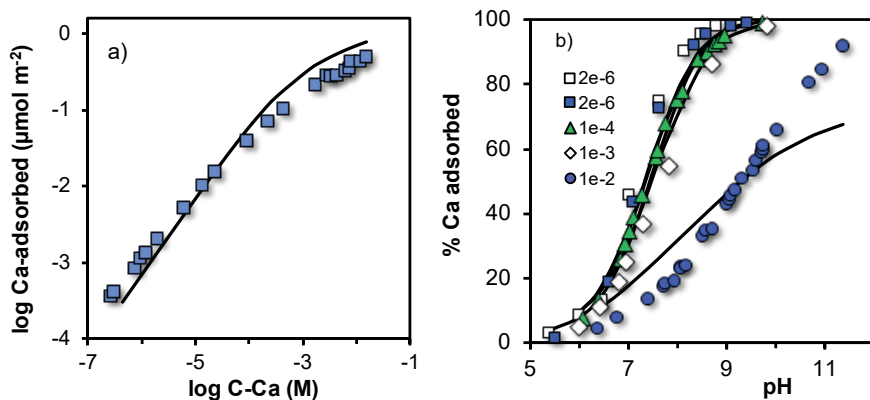 a)
log Ca-adsorbed (µmol m⁻²)
0
-1
-2
-3
-4
-7
-5
-3
-1
log C-Ca (M)
b)
% Ca adsorbed
100
80
60
40
20
0
2e-6
2e-6
1e-4
1e-3
1e-2
5
7
9
11
pH